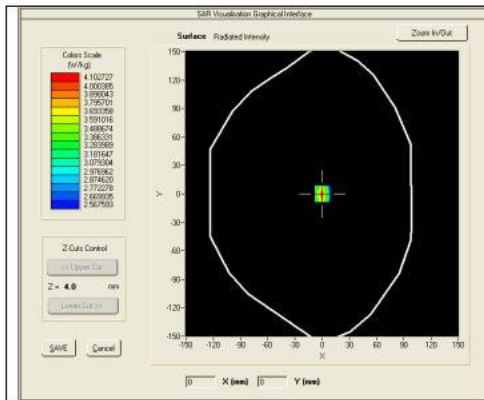 SAR Visualisation Graphical Interface
Surface Radiated Intensity
Zoom In/Out
Colors Scale
(W/kg)
4.102727
4.000385
3.898043
3.795701
3.693358
3.591016
3.488674
3.386331
3.283989
3.181647
3.079304
2.976962
2.874620
2.772278
2.669935
2.567593
Z-Cuts Control
<< Upper Cut
Z = 4.0 mm
Lower Cut >>
SAVE Cancel
150-
120-
90-
60-
30-
0-
-30-
-60-
-90-
-120-
-150-
Y
-150 -120 -90 -60 -30 0 30 60 90 120 150
X
0 X (mm) 0 Y (mm)